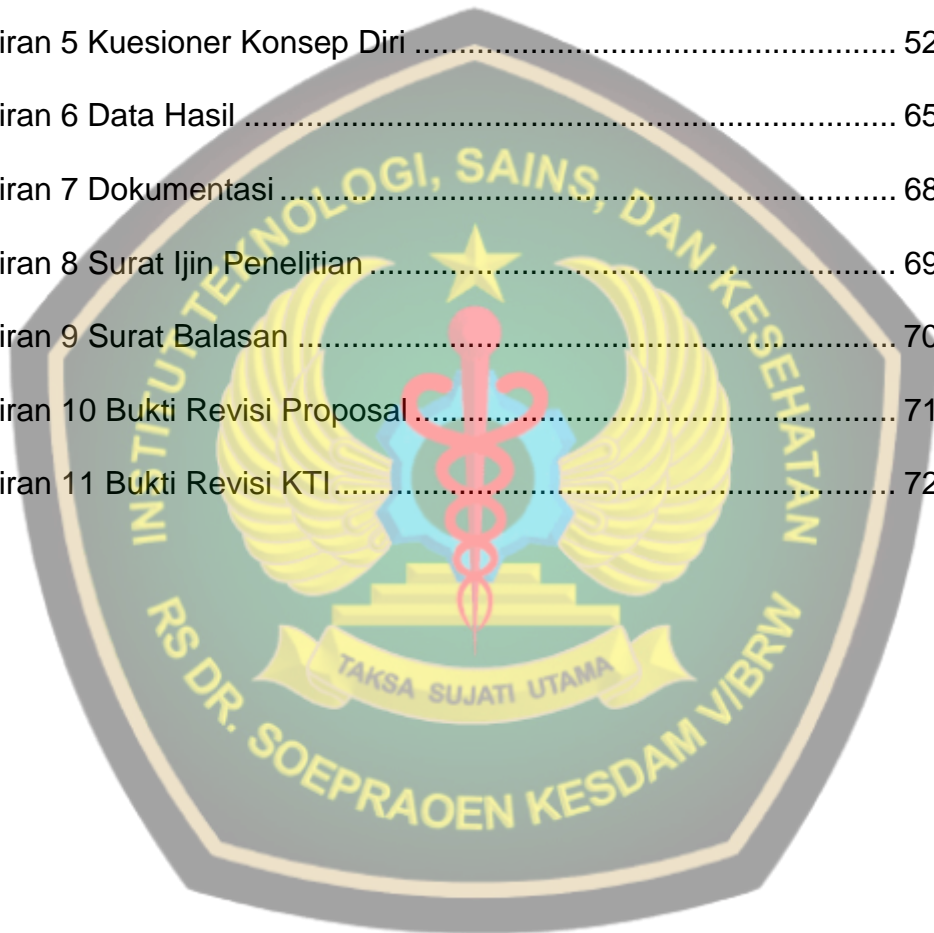 iran 5 Kuesioner Konsep Diri ........................................................ 52
iran 6 Data Hasil ........................................................................... 65
iran 7 Dokumentasi ....................................................................... 68
iran 8 Surat Ijin Penelitian ............................................................. 69
iran 9 Surat Balasan ..................................................................... 70
iran 10 Bukti Revisi Proposal ........................................................ 71
iran 11 Bukti Revisi KTI................................................................. 72
INSTITUT TEKNOLOGI, SAINS, DAN KESEHATAN
TAKSA SUJATI UTAMA
RS DR. SOEPRAOEN KESDAM V/BRW